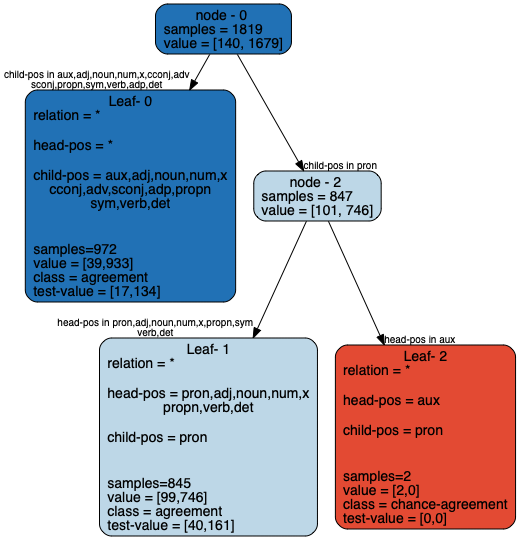 node - 0
samples = 1819
value = [140, 1679]
child-pos in aux,adj,noun,num,x,cconj,adv
sconj,propn,sym,verb,adp,det
Leaf- 0
relation = *
head-pos = *
child-pos = aux,adj,noun,num,x
cconj,adv,sconj,adp,propn
sym,verb,det
samples=972
value = [39,933]
class = agreement
test-value = [17,134]
child-pos in pron
node - 2
samples = 847
value = [101, 746]
head-pos in pron,adj,noun,num,x,propn,sym
verb,det
Leaf- 1
relation = *
head-pos = pron,adj,noun,num,x
propn,verb,det
child-pos = pron
samples=845
value = [99,746]
class = agreement
test-value = [40,161]
head-pos in aux
Leaf- 2
relation = *
head-pos = aux
child-pos = pron
samples=2
value = [2,0]
class = chance-agreement
test-value = [0,0]